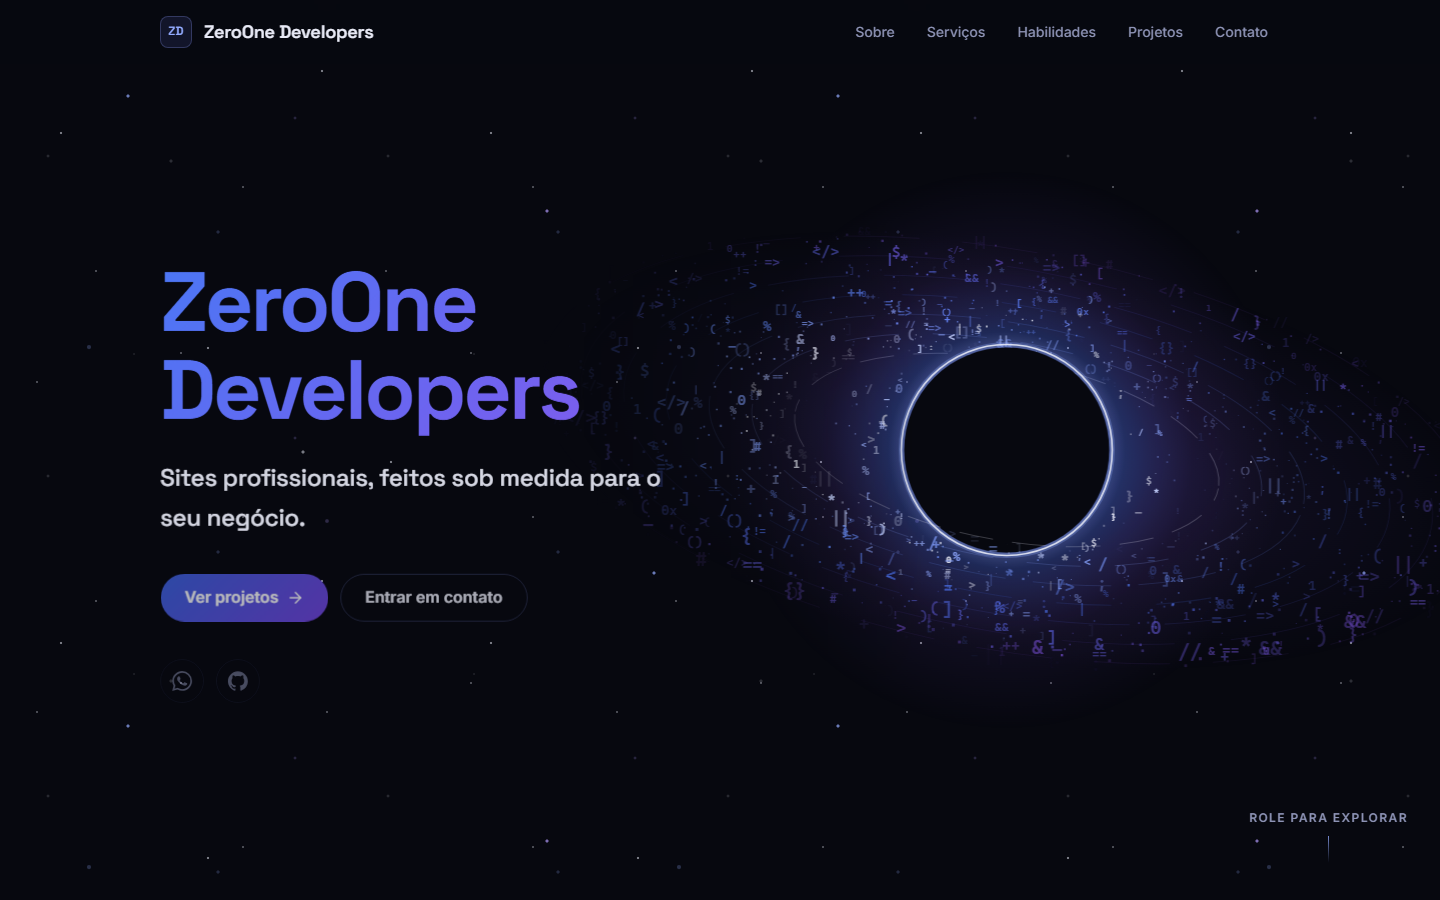 ZD ZeroOne Developers
Sobre Serviços Habilidades Projetos Contato
ZeroOne
Developers
Sites profissionais, feitos sob medida para o
seu negócio.
Ver projetos → Entrar em contato
ROLE PARA EXPLORAR